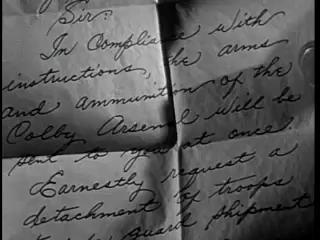 Sir:
In Compliance with
instructions, the arms
and ammunition of the
Colby Arsenal will be
sent to you at once.
Earnestly request a
detachment of troops
to guard shipment